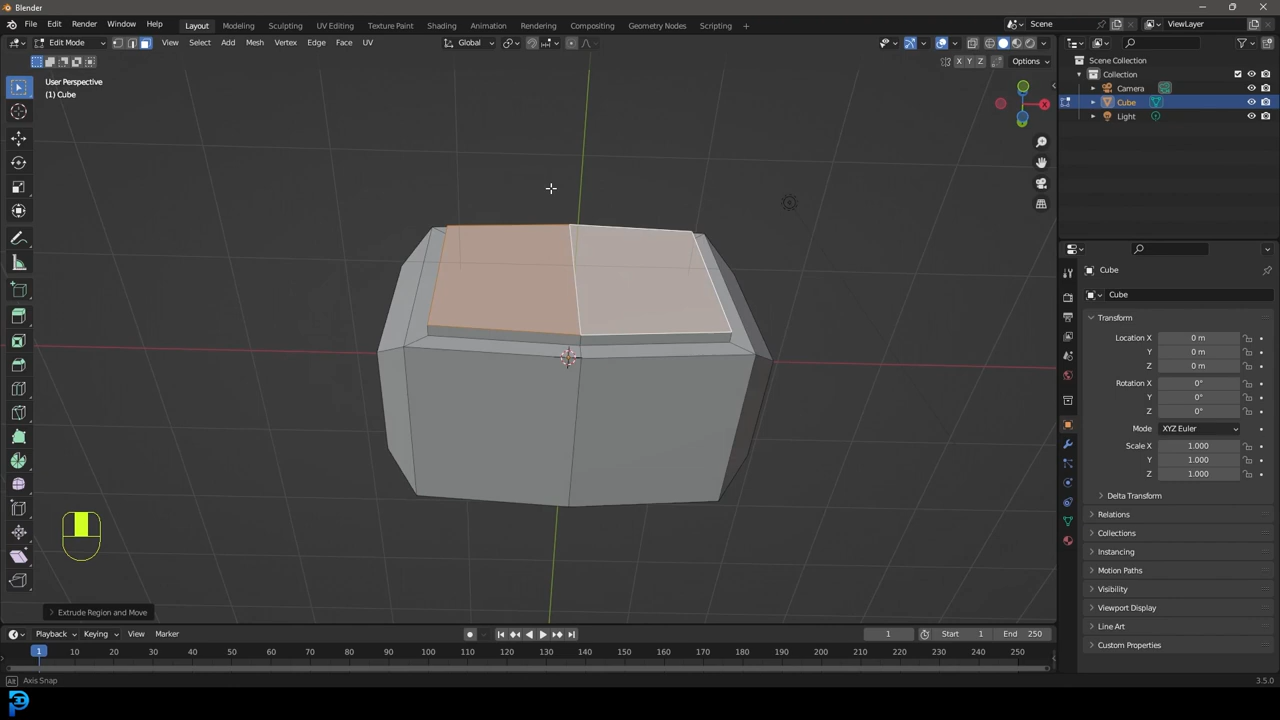 Blender
File Edit Render Window Help Layout Modeling Sculpting UV Editing Texture Paint Shading Animation Rendering Compositing Geometry Nodes Scripting Scene ViewLayer
Edit Mode View Select Add Mesh Vertex Edge Face UV Global
X Y Z Options
User Perspective
(1) Cube
X
Extrude Region and Move
Scene Collection
Collection
Camera
Cube
Light
Cube
Cube
Transform
Location X 0 m
Y 0 m
Z 0 m
Rotation X 0°
Y 0°
Z 0°
Mode XYZ Euler
Scale X 1.000
Y 1.000
Z 1.000
Delta Transform
Relations
Collections
Instancing
Motion Paths
Visibility
Viewport Display
Line Art
Custom Properties
Playback Keying View Marker 1 Start 1 End 250
1 10 20 30 40 50 60 70 80 90 100 110 120 130 140 150 160 170 180 190 200 210 220 230 240 250
Alt Axis Snap 3.5.0